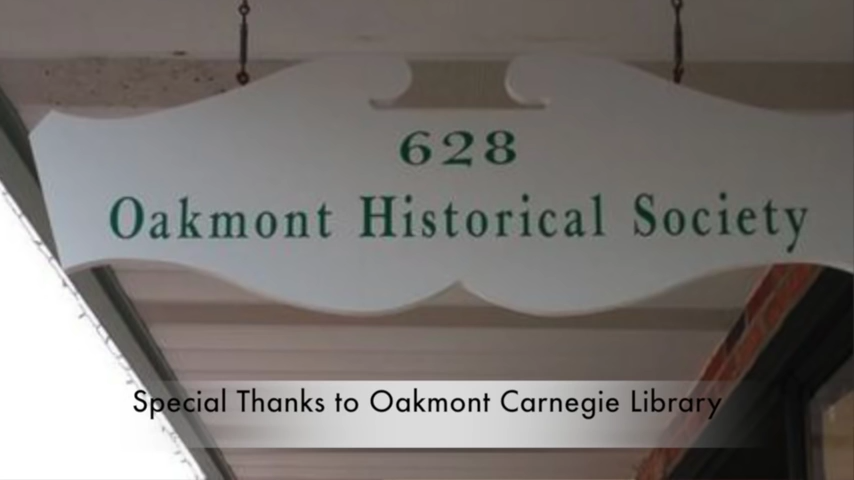 628
Oakmont Historical Society
Special Thanks to Oakmont Carnegie Library